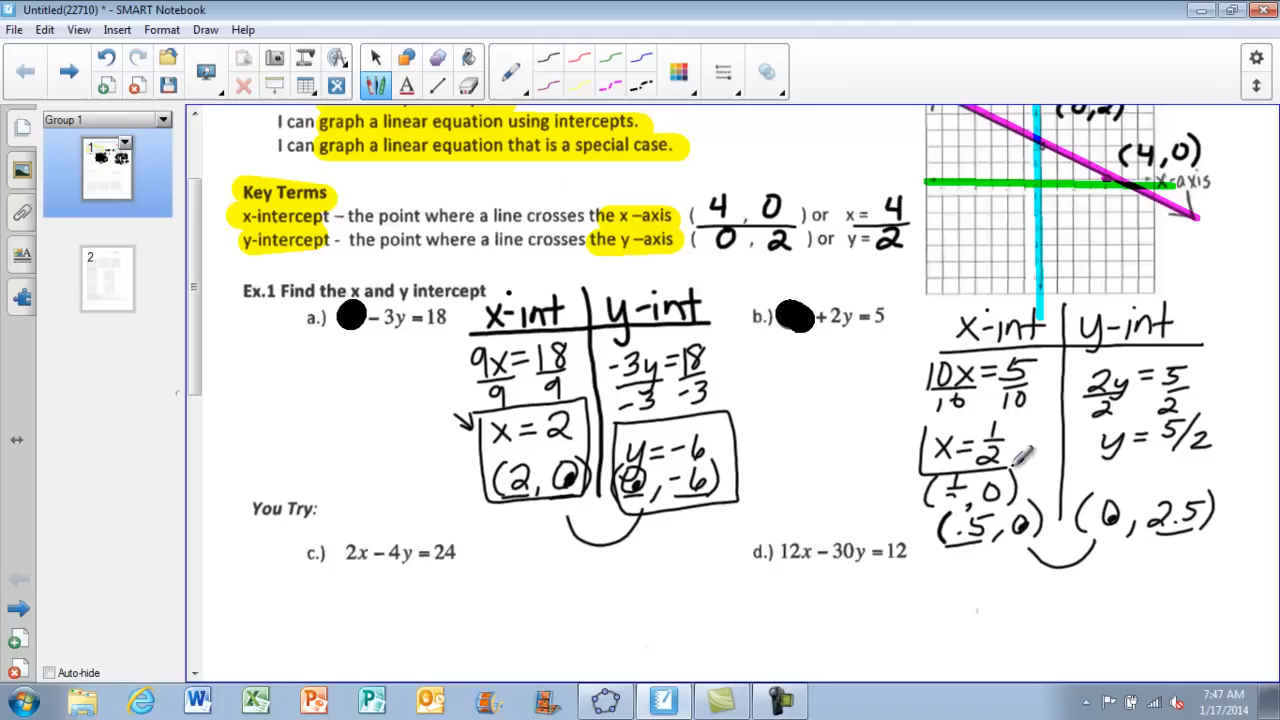 Untitled(22710) * - SMART Notebook
File Edit View Insert Format Draw Help
Group 1
1
2
Auto-hide
I can graph a linear equation using intercepts.
I can graph a linear equation that is a special case.
Key Terms
x-intercept – the point where a line crosses the x –axis ( 4 , 0 ) or x = 4
y-intercept - the point where a line crosses the y –axis ( 0 , 2 ) or y = 2
(0,2)
(4,0)
x-axis
Ex.1 Find the x and y intercept
a.) – 3y = 18
x-int y-int
9x = 18 -3y = 18
9 9 -3 -3
x = 2 y = -6
(2, 0) (0, -6)
b.) + 2y = 5
x-int y-int
10x = 5 2y = 5
10 10 2 2
x = 1/2 y = 5/2
(1/, 0)
(.5, 0) (0, 2.5)
You Try:
c.) 2x – 4y = 24
d.) 12x – 30y = 12
7:47 AM
1/17/2014